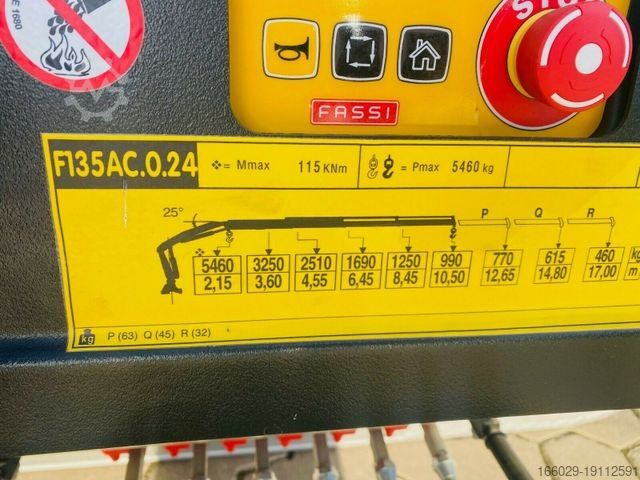 E 1680
STOP
FASSI
F135AC.0.24 ❖= Mmax 115 KNm = Pmax 5460 kg
25° P Q R
❖ 5460 3250 2510 1690 1250 990 770 615 460 kg
2,15 3,60 4,55 6,45 8,45 10,50 12,65 14,80 17,00 m
kg P (63) Q (45) R (32)
166029-19112591